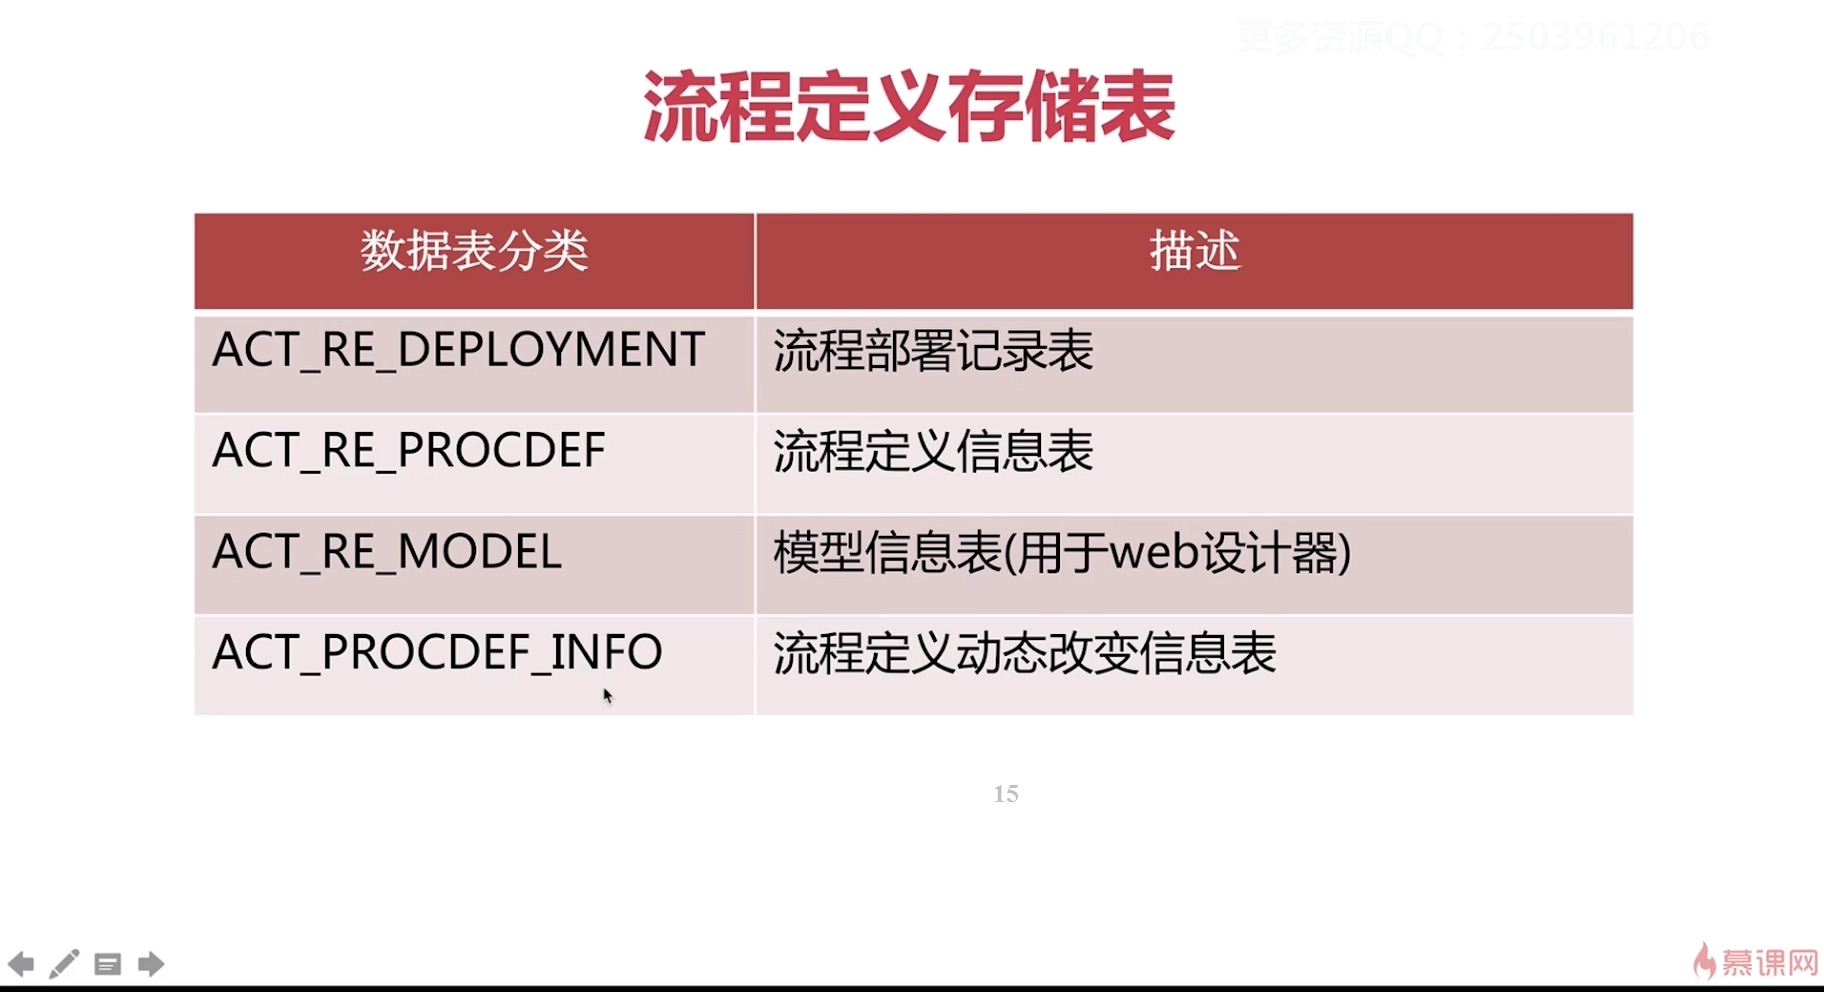 更多资源QQ：2503961206
流程定义存储表
数据表分类 描述
ACT_RE_DEPLOYMENT 流程部署记录表
ACT_RE_PROCDEF 流程定义信息表
ACT_RE_MODEL 模型信息表(用于web设计器)
ACT_PROCDEF_INFO 流程定义动态改变信息表
15
慕课网